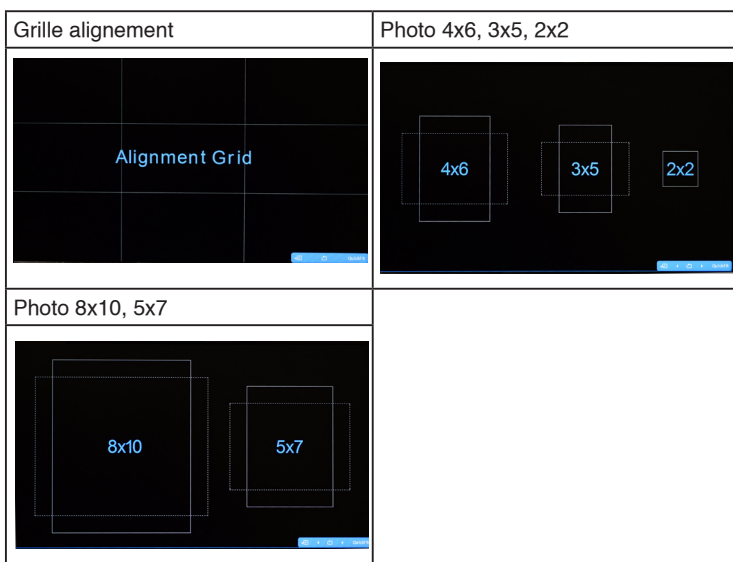 Grille alignement
Photo 4x6, 3x5, 2x2
Alignment Grid
4x6
3x5
2x2
Photo 8x10, 5x7
8x10
5x7